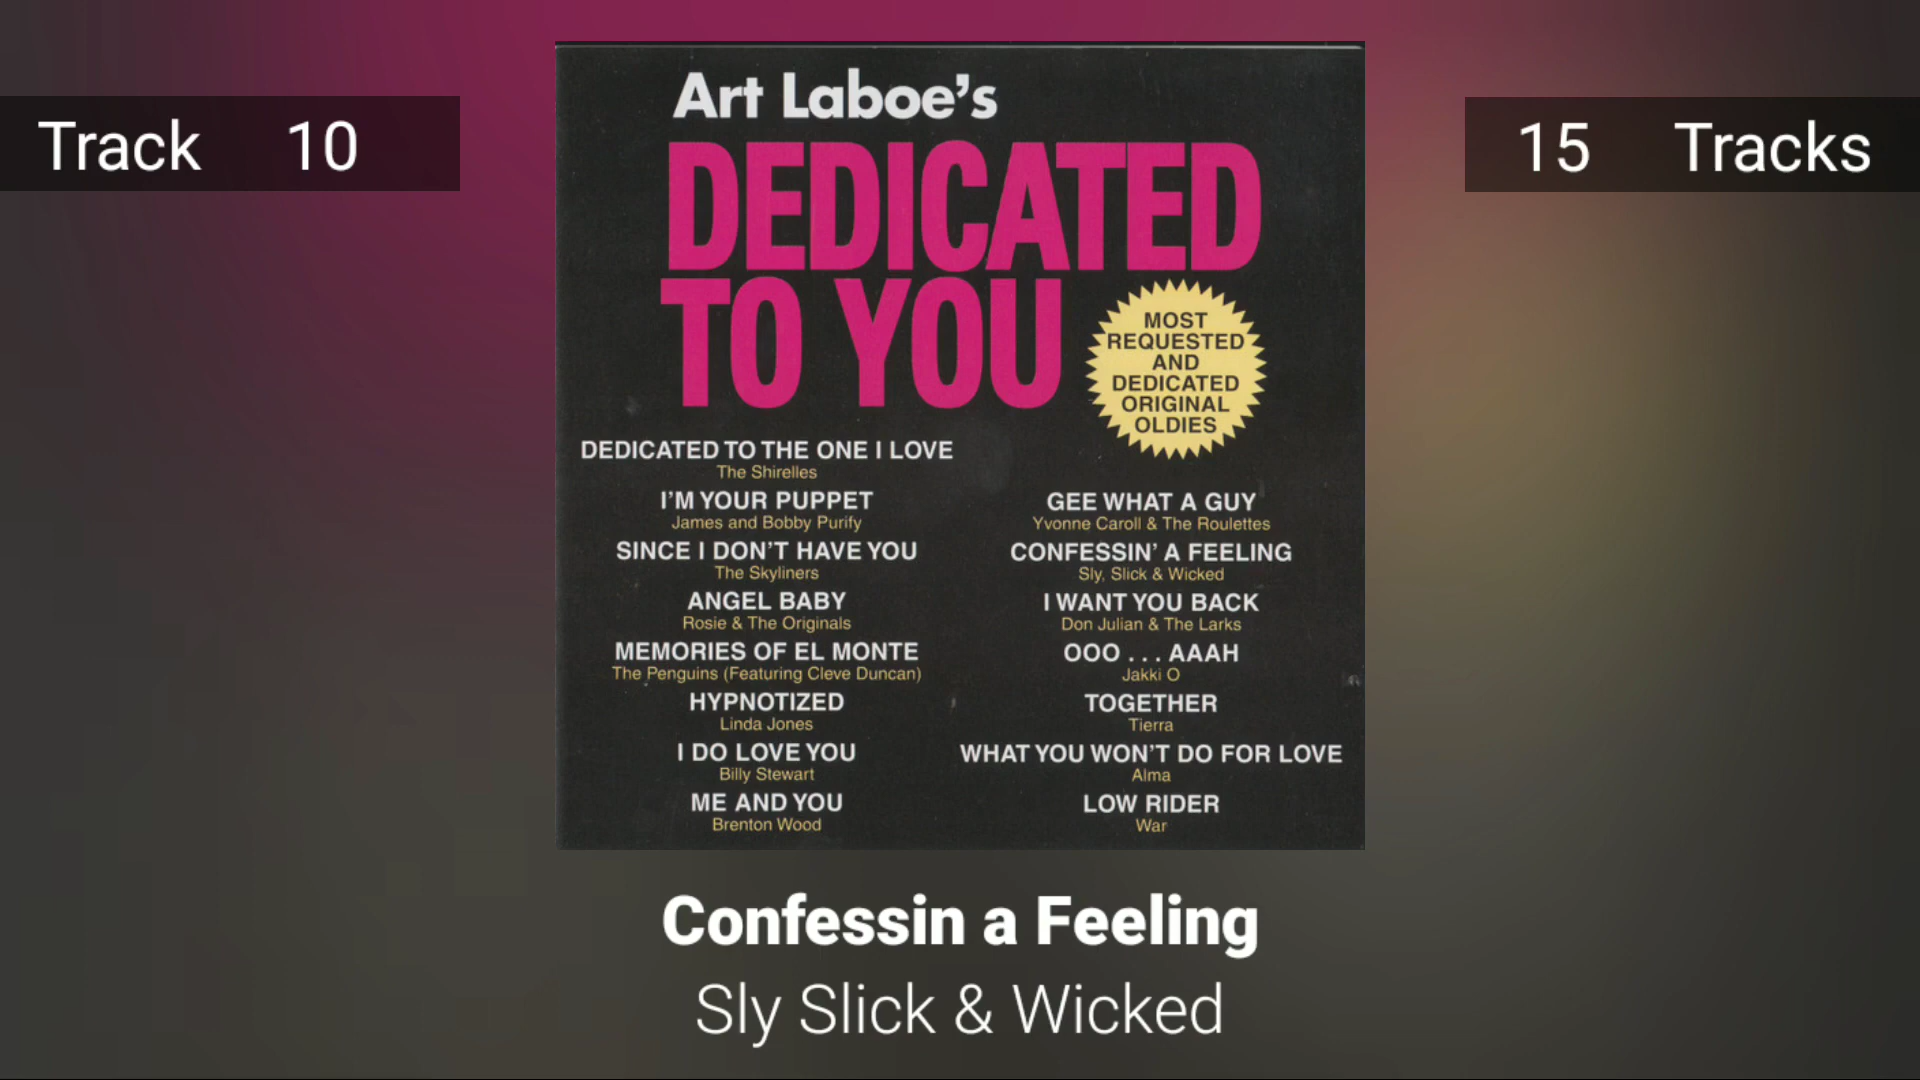 Track 10
15 Tracks
Art Laboe's
DEDICATED
TO YOU
MOST
REQUESTED
AND
DEDICATED
ORIGINAL
OLDIES
DEDICATED TO THE ONE I LOVE
The Shirelles
I'M YOUR PUPPET
James and Bobby Purify
SINCE I DON'T HAVE YOU
The Skyliners
ANGEL BABY
Rosie & The Originals
MEMORIES OF EL MONTE
The Penguins (Featuring Cleve Duncan)
HYPNOTIZED
Linda Jones
I DO LOVE YOU
Billy Stewart
ME AND YOU
Brenton Wood
GEE WHAT A GUY
Yvonne Caroll & The Roulettes
CONFESSIN' A FEELING
Sly, Slick & Wicked
I WANT YOU BACK
Don Julian & The Larks
OOO . . . AAAH
Jakki O
TOGETHER
Tierra
WHAT YOU WON'T DO FOR LOVE
Alma
LOW RIDER
War
Confessin a Feeling
Sly Slick & Wicked